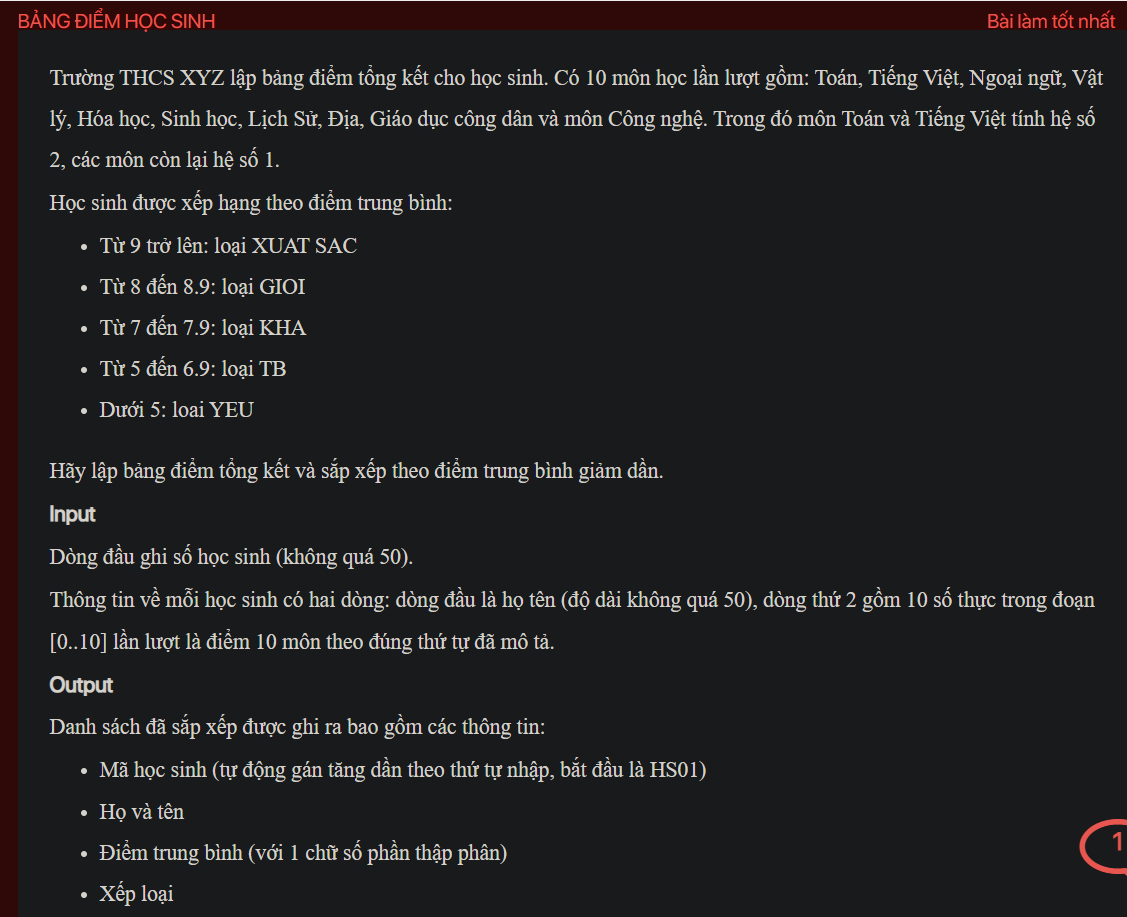 BẢNG ĐIỂM HỌC SINH
Bài làm tốt nhất
Trường THCS XYZ lập bảng điểm tổng kết cho học sinh. Có 10 môn học lần lượt gồm: Toán, Tiếng Việt, Ngoại ngữ, Vật
lý, Hóa học, Sinh học, Lịch Sử, Địa, Giáo dục công dân và môn Công nghệ. Trong đó môn Toán và Tiếng Việt tính hệ số
2, các môn còn lại hệ số 1.
Học sinh được xếp hạng theo điểm trung bình:
• Từ 9 trở lên: loại XUAT SAC
• Từ 8 đến 8.9: loại GIOI
• Từ 7 đến 7.9: loại KHA
• Từ 5 đến 6.9: loại TB
• Dưới 5: loai YEU
Hãy lập bảng điểm tổng kết và sắp xếp theo điểm trung bình giảm dần.
Input
Dòng đầu ghi số học sinh (không quá 50).
Thông tin về mỗi học sinh có hai dòng: dòng đầu là họ tên (độ dài không quá 50), dòng thứ 2 gồm 10 số thực trong đoạn
[0..10] lần lượt là điểm 10 môn theo đúng thứ tự đã mô tả.
Output
Danh sách đã sắp xếp được ghi ra bao gồm các thông tin:
• Mã học sinh (tự động gán tăng dần theo thứ tự nhập, bắt đầu là HS01)
• Họ và tên
• Điểm trung bình (với 1 chữ số phần thập phân)
1
• Xếp loại